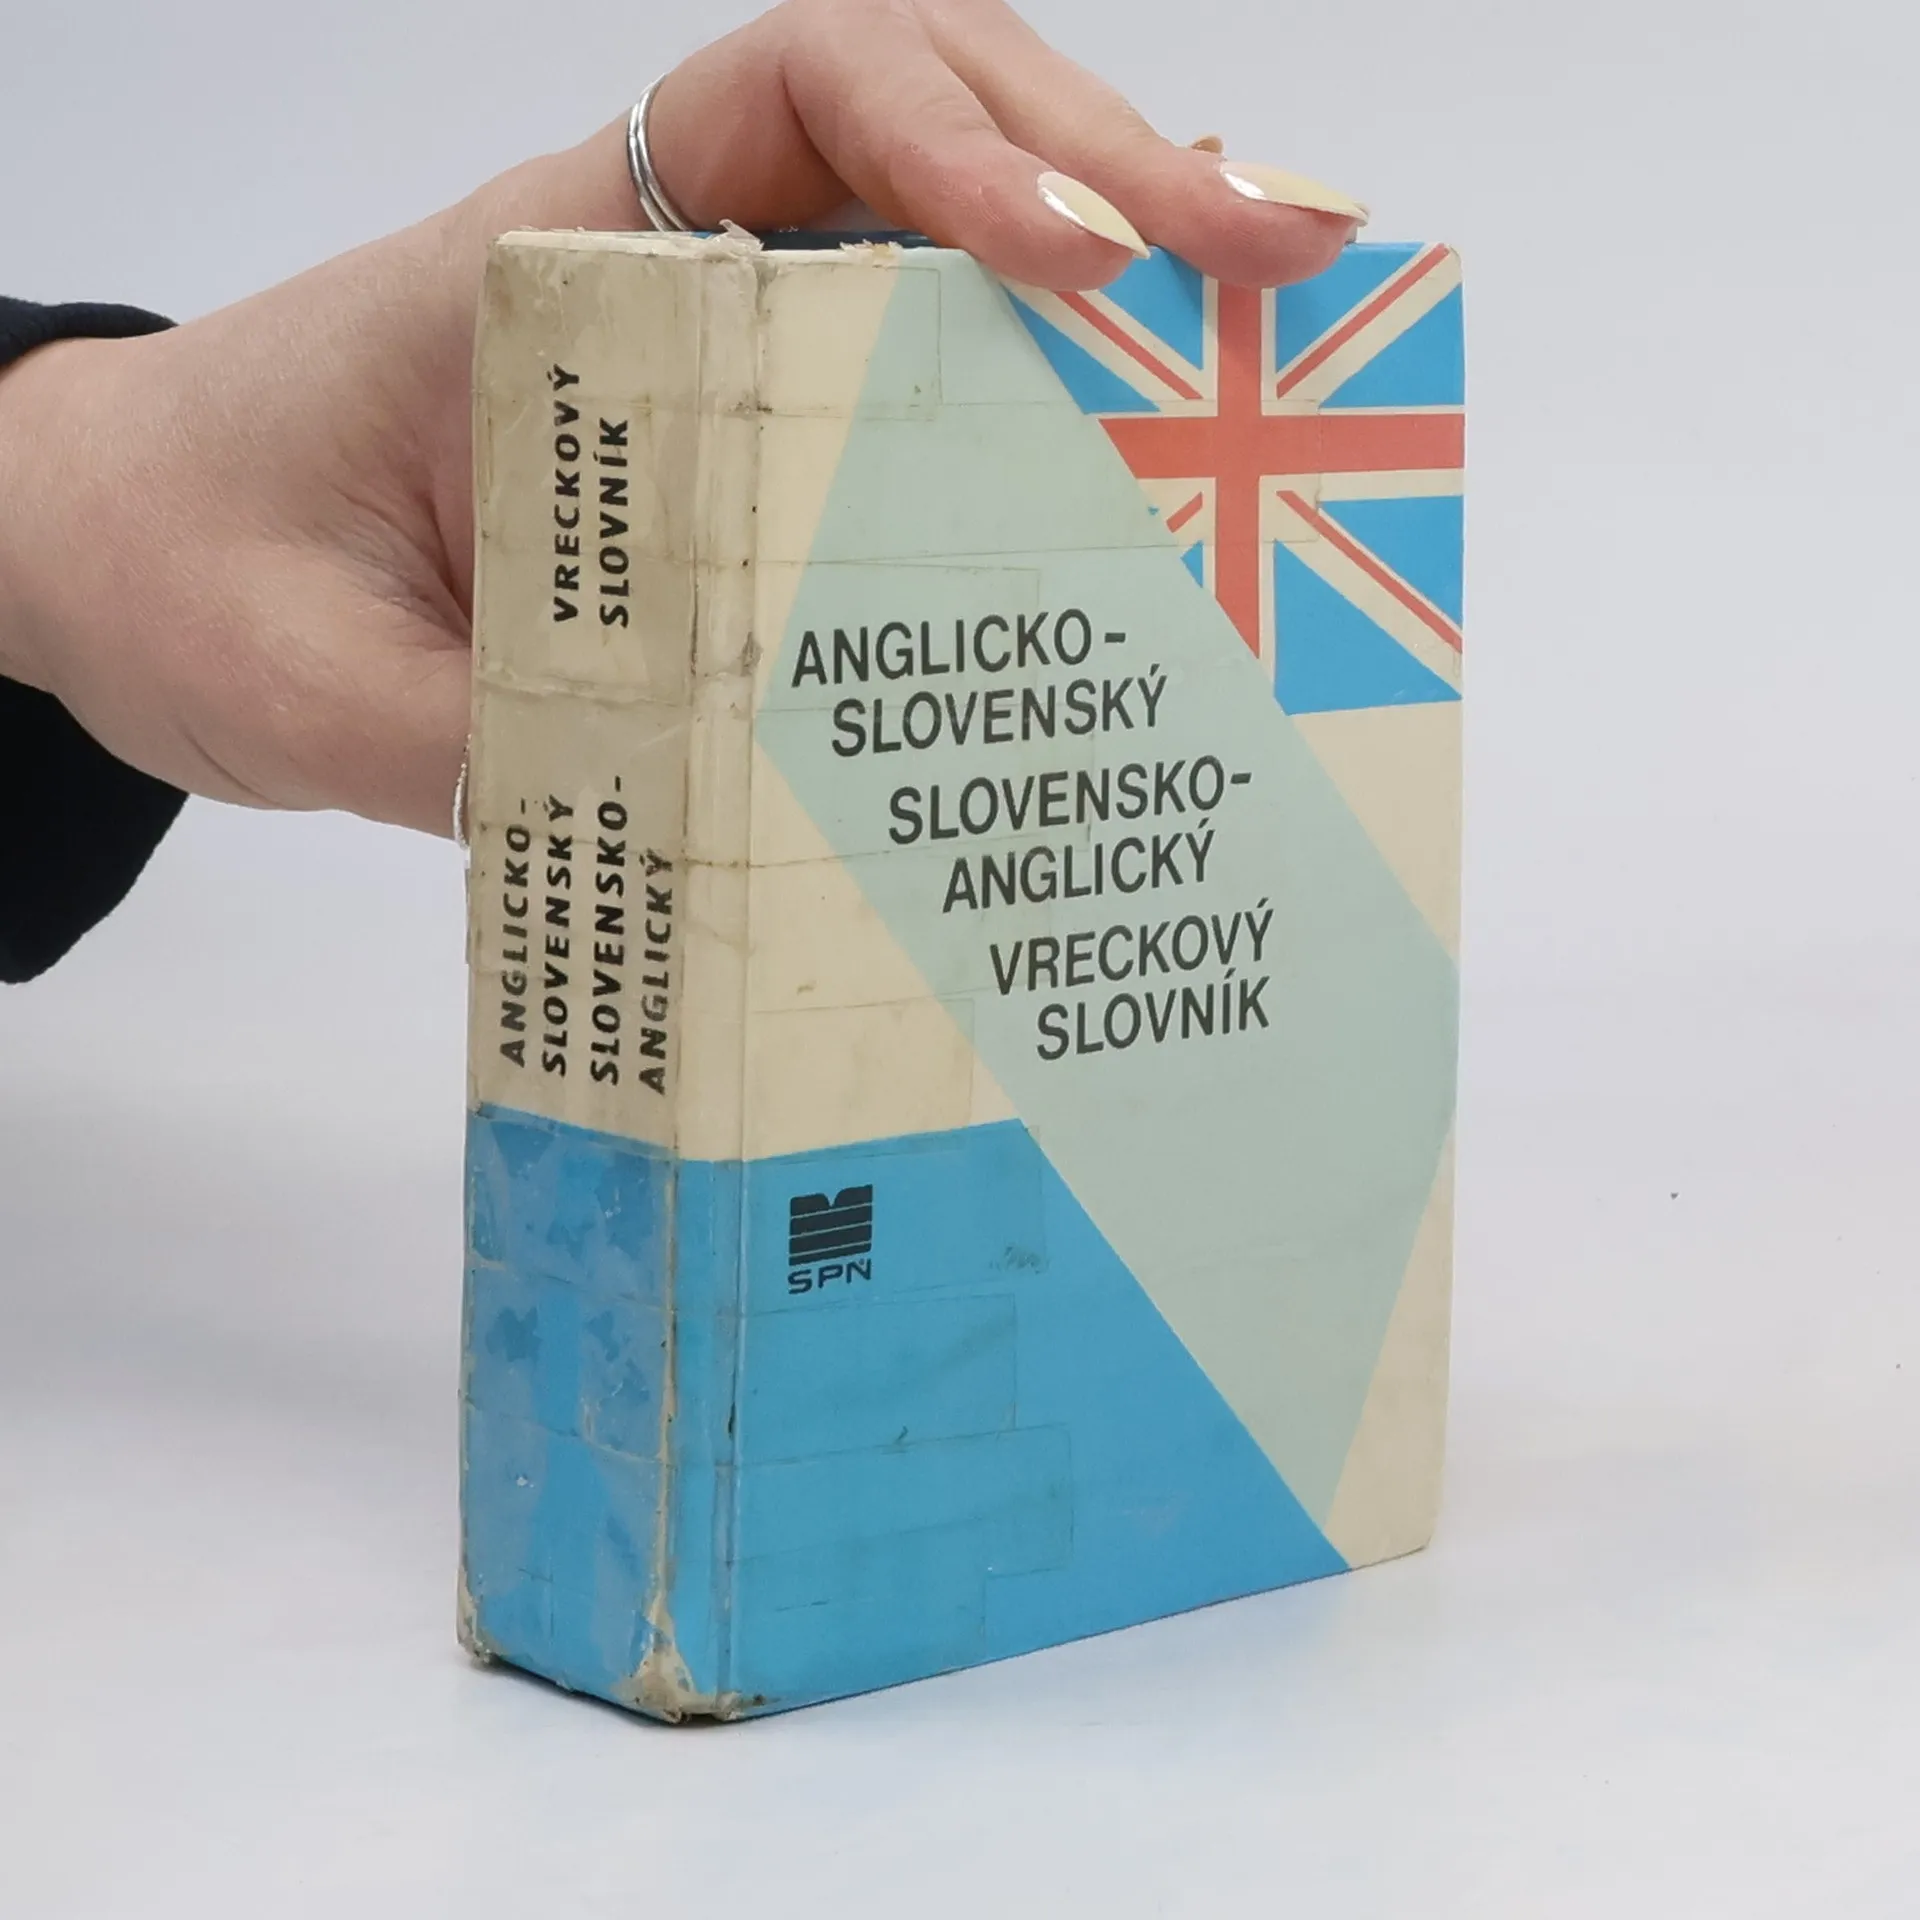 VRECKOVÝ
SLOVNÍK
ANGLICKO-
SLOVENSKÝ
SLOVENSKO-
ANGLICKÝ
ANGLICKO-
SLOVENSKÝ
SLOVENSKO-
ANGLICKÝ
VRECKOVÝ
SLOVNÍK
SPN